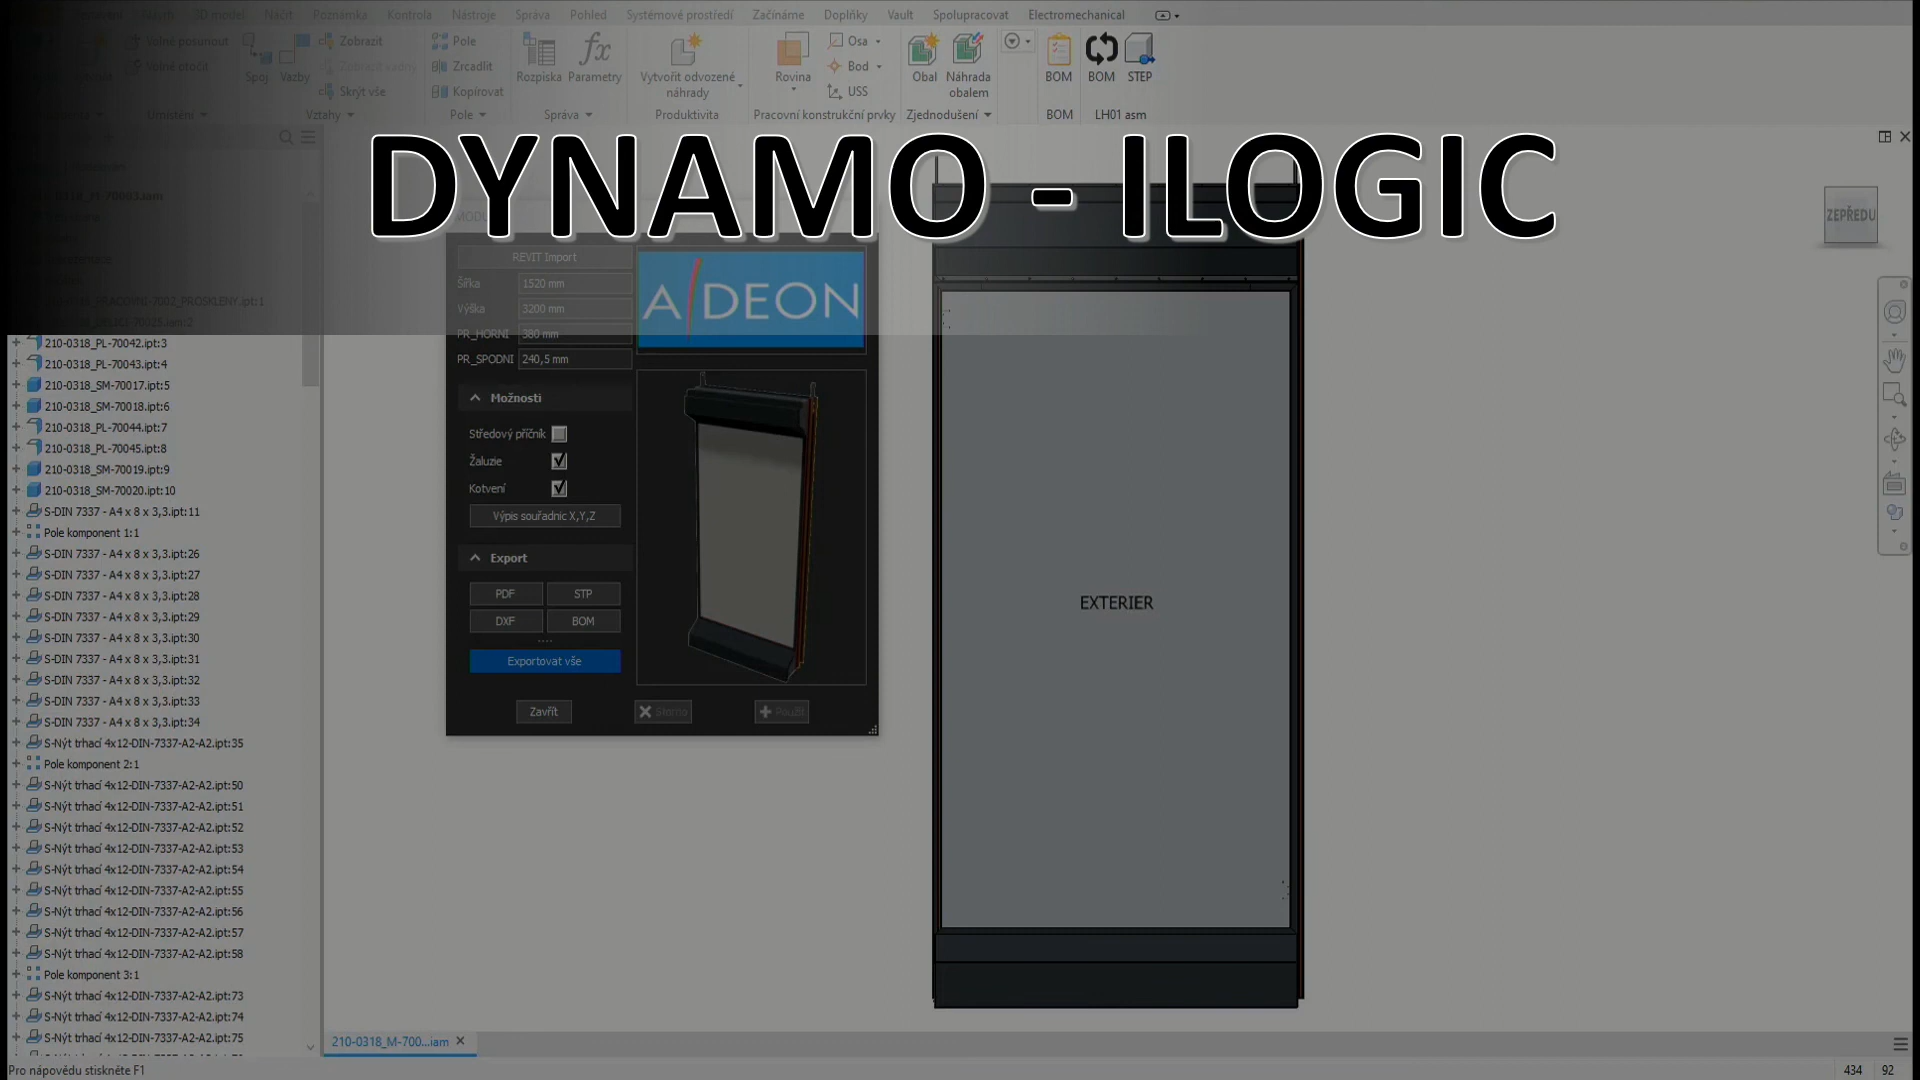 3D model Načíst Poznámka Kontrola Nástroje Správa Pohled Systémové prostředí Začínáme Doplňky Vault Spolupracovat Electromechanical
Volné posunout
Volné otočit
Spoj
Vazby
Zobrazit
Zobrazit vadný
Skrýt vše
Pole
Zrcadlit
Kopírovat
Rozpiska
Parametry
Vytvořit odvozené
náhrady
Rovina
Osa
Bod
USS
Obal
Náhrada
obalem
BOM
BOM
STEP
Umístění
Vztahy
Pole
Správa
Produktivita
Pracovní konstrukční prvky
Zjednodušení
BOM
LH01 asm
DYNAMO - ILOGIC
ZEPŘEDU
REVIT Import
Šířka 1520 mm
Výška 3200 mm
PR_HORNI 380 mm
PR_SPODNI 240,5 mm
A/DEON
Možnosti
Středový příčník
Žaluzie
Kotvení
Výpis souřadnic X,Y,Z
Export
PDF STP
DXF BOM
Exportovat vše
Zavřít
Storno
Použít
EXTERIER
210-0318_PL-70042.ipt:3
210-0318_PL-70043.ipt:4
210-0318_SM-70017.ipt:5
210-0318_SM-70018.ipt:6
210-0318_PL-70044.ipt:7
210-0318_PL-70045.ipt:8
210-0318_SM-70019.ipt:9
210-0318_SM-70020.ipt:10
S-DIN 7337 - A4 x 8 x 3,3.ipt:11
Pole komponent 1:1
S-DIN 7337 - A4 x 8 x 3,3.ipt:26
S-DIN 7337 - A4 x 8 x 3,3.ipt:27
S-DIN 7337 - A4 x 8 x 3,3.ipt:28
S-DIN 7337 - A4 x 8 x 3,3.ipt:29
S-DIN 7337 - A4 x 8 x 3,3.ipt:30
S-DIN 7337 - A4 x 8 x 3,3.ipt:31
S-DIN 7337 - A4 x 8 x 3,3.ipt:32
S-DIN 7337 - A4 x 8 x 3,3.ipt:33
S-DIN 7337 - A4 x 8 x 3,3.ipt:34
S-Nýt trhací 4x12-DIN-7337-A2-A2.ipt:35
Pole komponent 2:1
S-Nýt trhací 4x12-DIN-7337-A2-A2.ipt:50
S-Nýt trhací 4x12-DIN-7337-A2-A2.ipt:51
S-Nýt trhací 4x12-DIN-7337-A2-A2.ipt:52
S-Nýt trhací 4x12-DIN-7337-A2-A2.ipt:53
S-Nýt trhací 4x12-DIN-7337-A2-A2.ipt:54
S-Nýt trhací 4x12-DIN-7337-A2-A2.ipt:55
S-Nýt trhací 4x12-DIN-7337-A2-A2.ipt:56
S-Nýt trhací 4x12-DIN-7337-A2-A2.ipt:57
S-Nýt trhací 4x12-DIN-7337-A2-A2.ipt:58
Pole komponent 3:1
S-Nýt trhací 4x12-DIN-7337-A2-A2.ipt:73
S-Nýt trhací 4x12-DIN-7337-A2-A2.ipt:74
S-Nýt trhací 4x12-DIN-7337-A2-A2.ipt:75
210-0318_M-700...iam
Pro nápovědu stiskněte F1
434 92